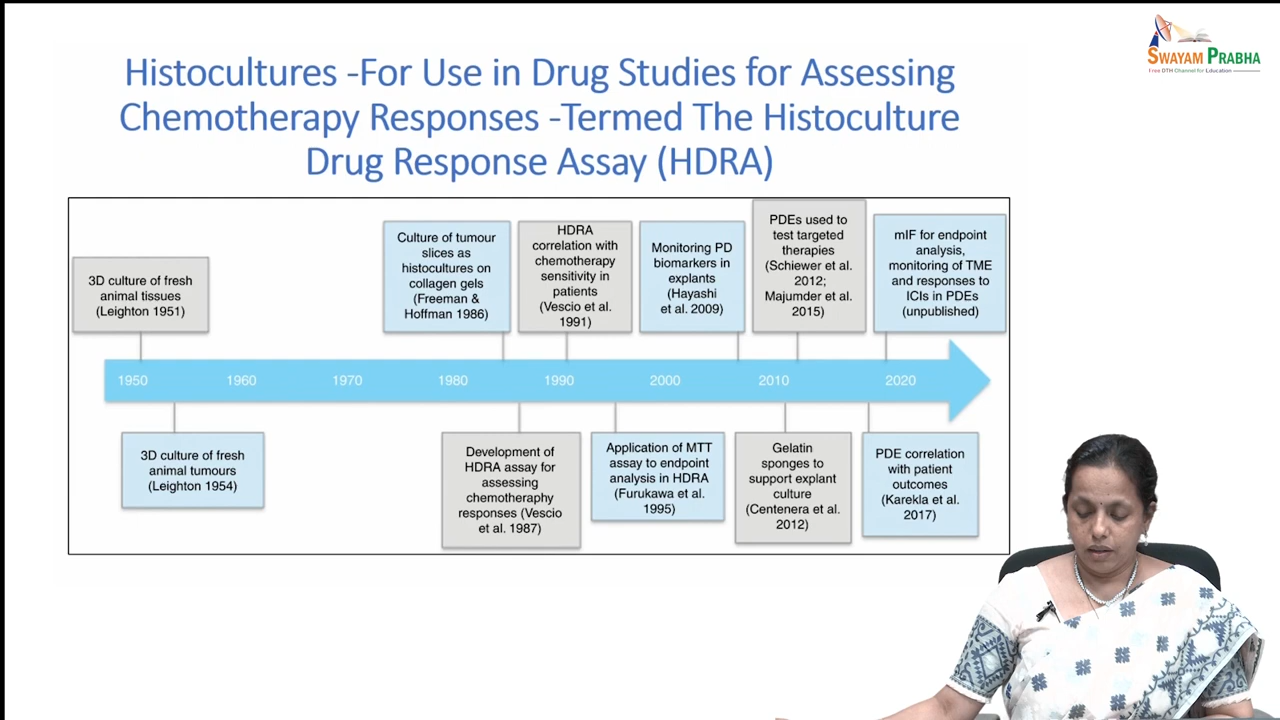 SWAYAM PRABHA
Free DTH Channel for Education
Histocultures -For Use in Drug Studies for Assessing
Chemotherapy Responses -Termed The Histoculture
Drug Response Assay (HDRA)
3D culture of fresh
animal tissues
(Leighton 1951)
Culture of tumour
slices as
histocultures on
collagen gels
(Freeman &
Hoffman 1986)
HDRA
correlation with
chemotherapy
sensitivity in
patients
(Vescio et al.
1991)
Monitoring PD
biomarkers in
explants
(Hayashi
et al. 2009)
PDEs used to
test targeted
therapies
(Schiewer et al.
2012;
Majumder et al.
2015)
mIF for endpoint
analysis,
monitoring of TME
and responses to
ICIs in PDEs
(unpublished)
1950 1960 1970 1980 1990 2000 2010 2020
3D culture of fresh
animal tumours
(Leighton 1954)
Development of
HDRA assay for
assessing
chemotheraphy
responses (Vescio
et al. 1987)
Application of MTT
assay to endpoint
analysis in HDRA
(Furukawa et al.
1995)
Gelatin
sponges to
support explant
culture
(Centenera et al.
2012)
PDE correlation
with patient
outcomes
(Karekla et al.
2017)